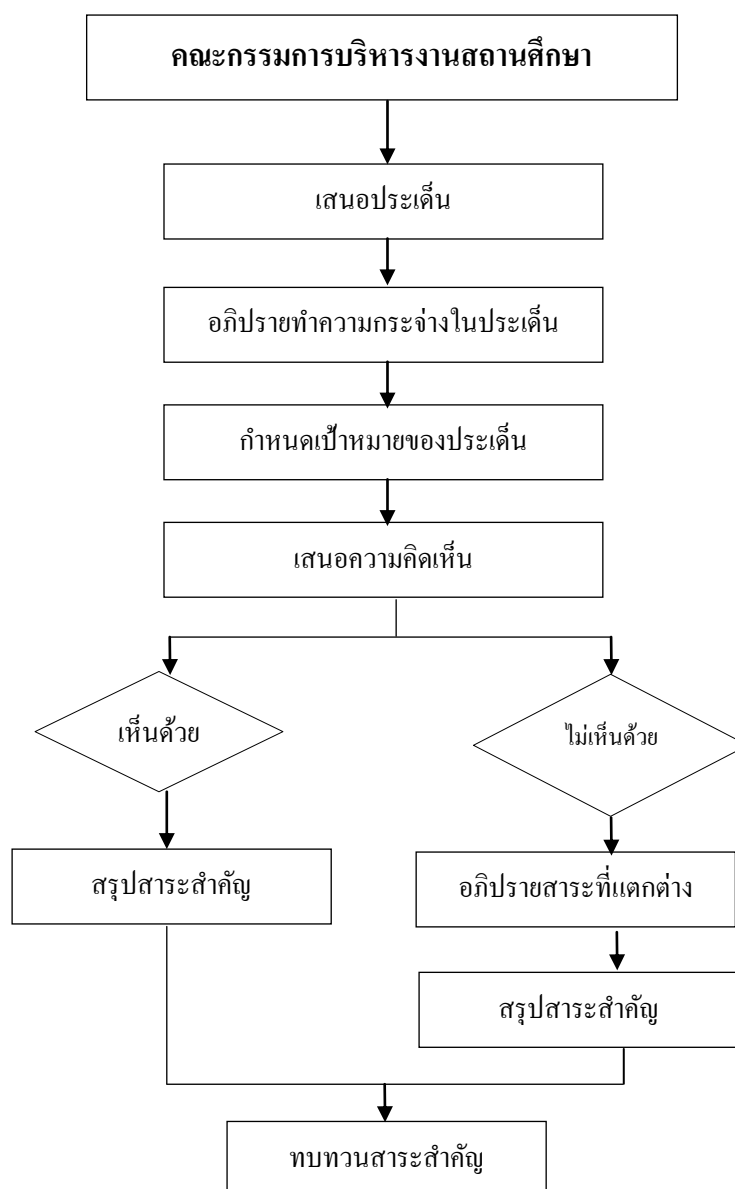 คณะกรรมการบริหารงานสถานศึกษา
เสนอประเด็น
อภิปรายทำความกระจ่างในประเด็น
กำหนดเป้าหมายของประเด็น
เสนอความคิดเห็น
เห็นด้วย
ไม่เห็นด้วย
สรุปสาระสำคัญ
อภิปรายสาระที่แตกต่าง
สรุปสาระสำคัญ
ทบทวนสาระสำคัญ